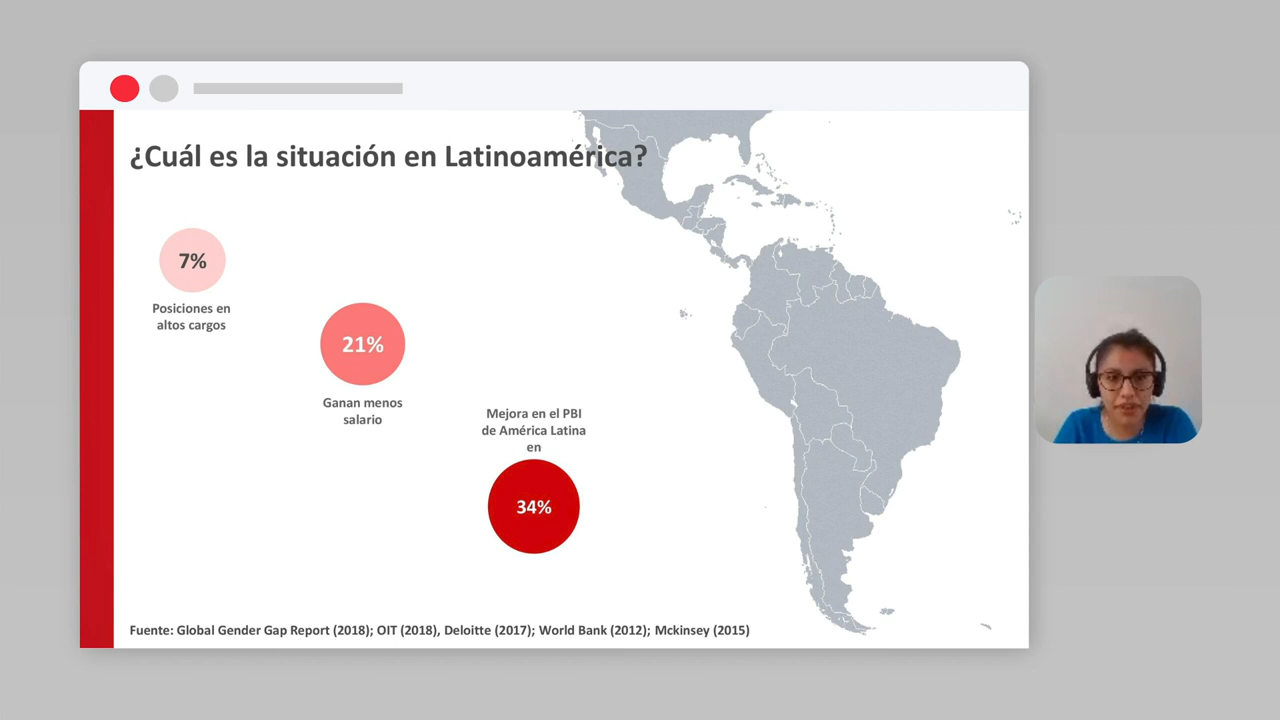 ¿Cuál es la situación en Latinoamérica?
7%
Posiciones en
altos cargos
21%
Ganan menos
salario
Mejora en el PBI
de América Latina
en
34%
Fuente: Global Gender Gap Report (2018); OIT (2018), Deloitte (2017); World Bank (2012); Mckinsey (2015)